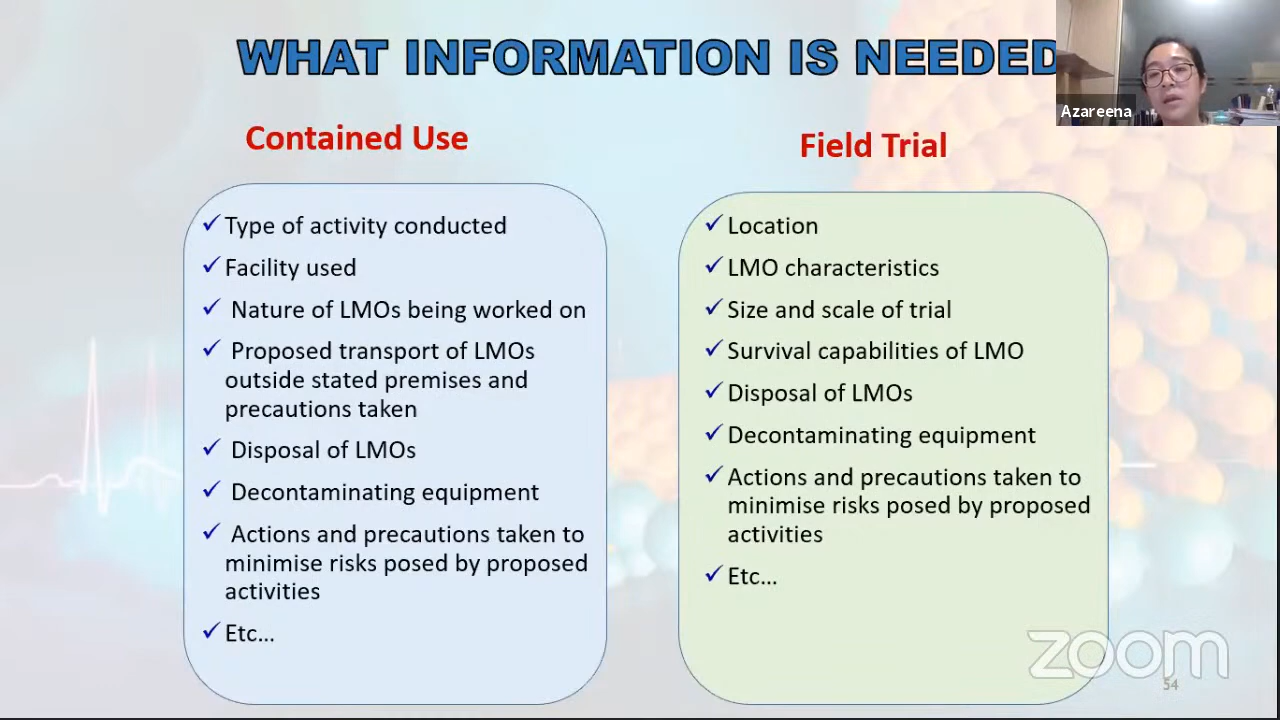 WHAT INFORMATION IS NEEDED
Azareena
Contained Use
Type of activity conducted
Facility used
Nature of LMOs being worked on
Proposed transport of LMOs
outside stated premises and
precautions taken
Disposal of LMOs
Decontaminating equipment
Actions and precautions taken to
minimise risks posed by proposed
activities
Etc...
Field Trial
Location
LMO characteristics
Size and scale of trial
Survival capabilities of LMO
Disposal of LMOs
Decontaminating equipment
Actions and precautions taken to
minimise risks posed by proposed
activities
Etc...
zoom
54